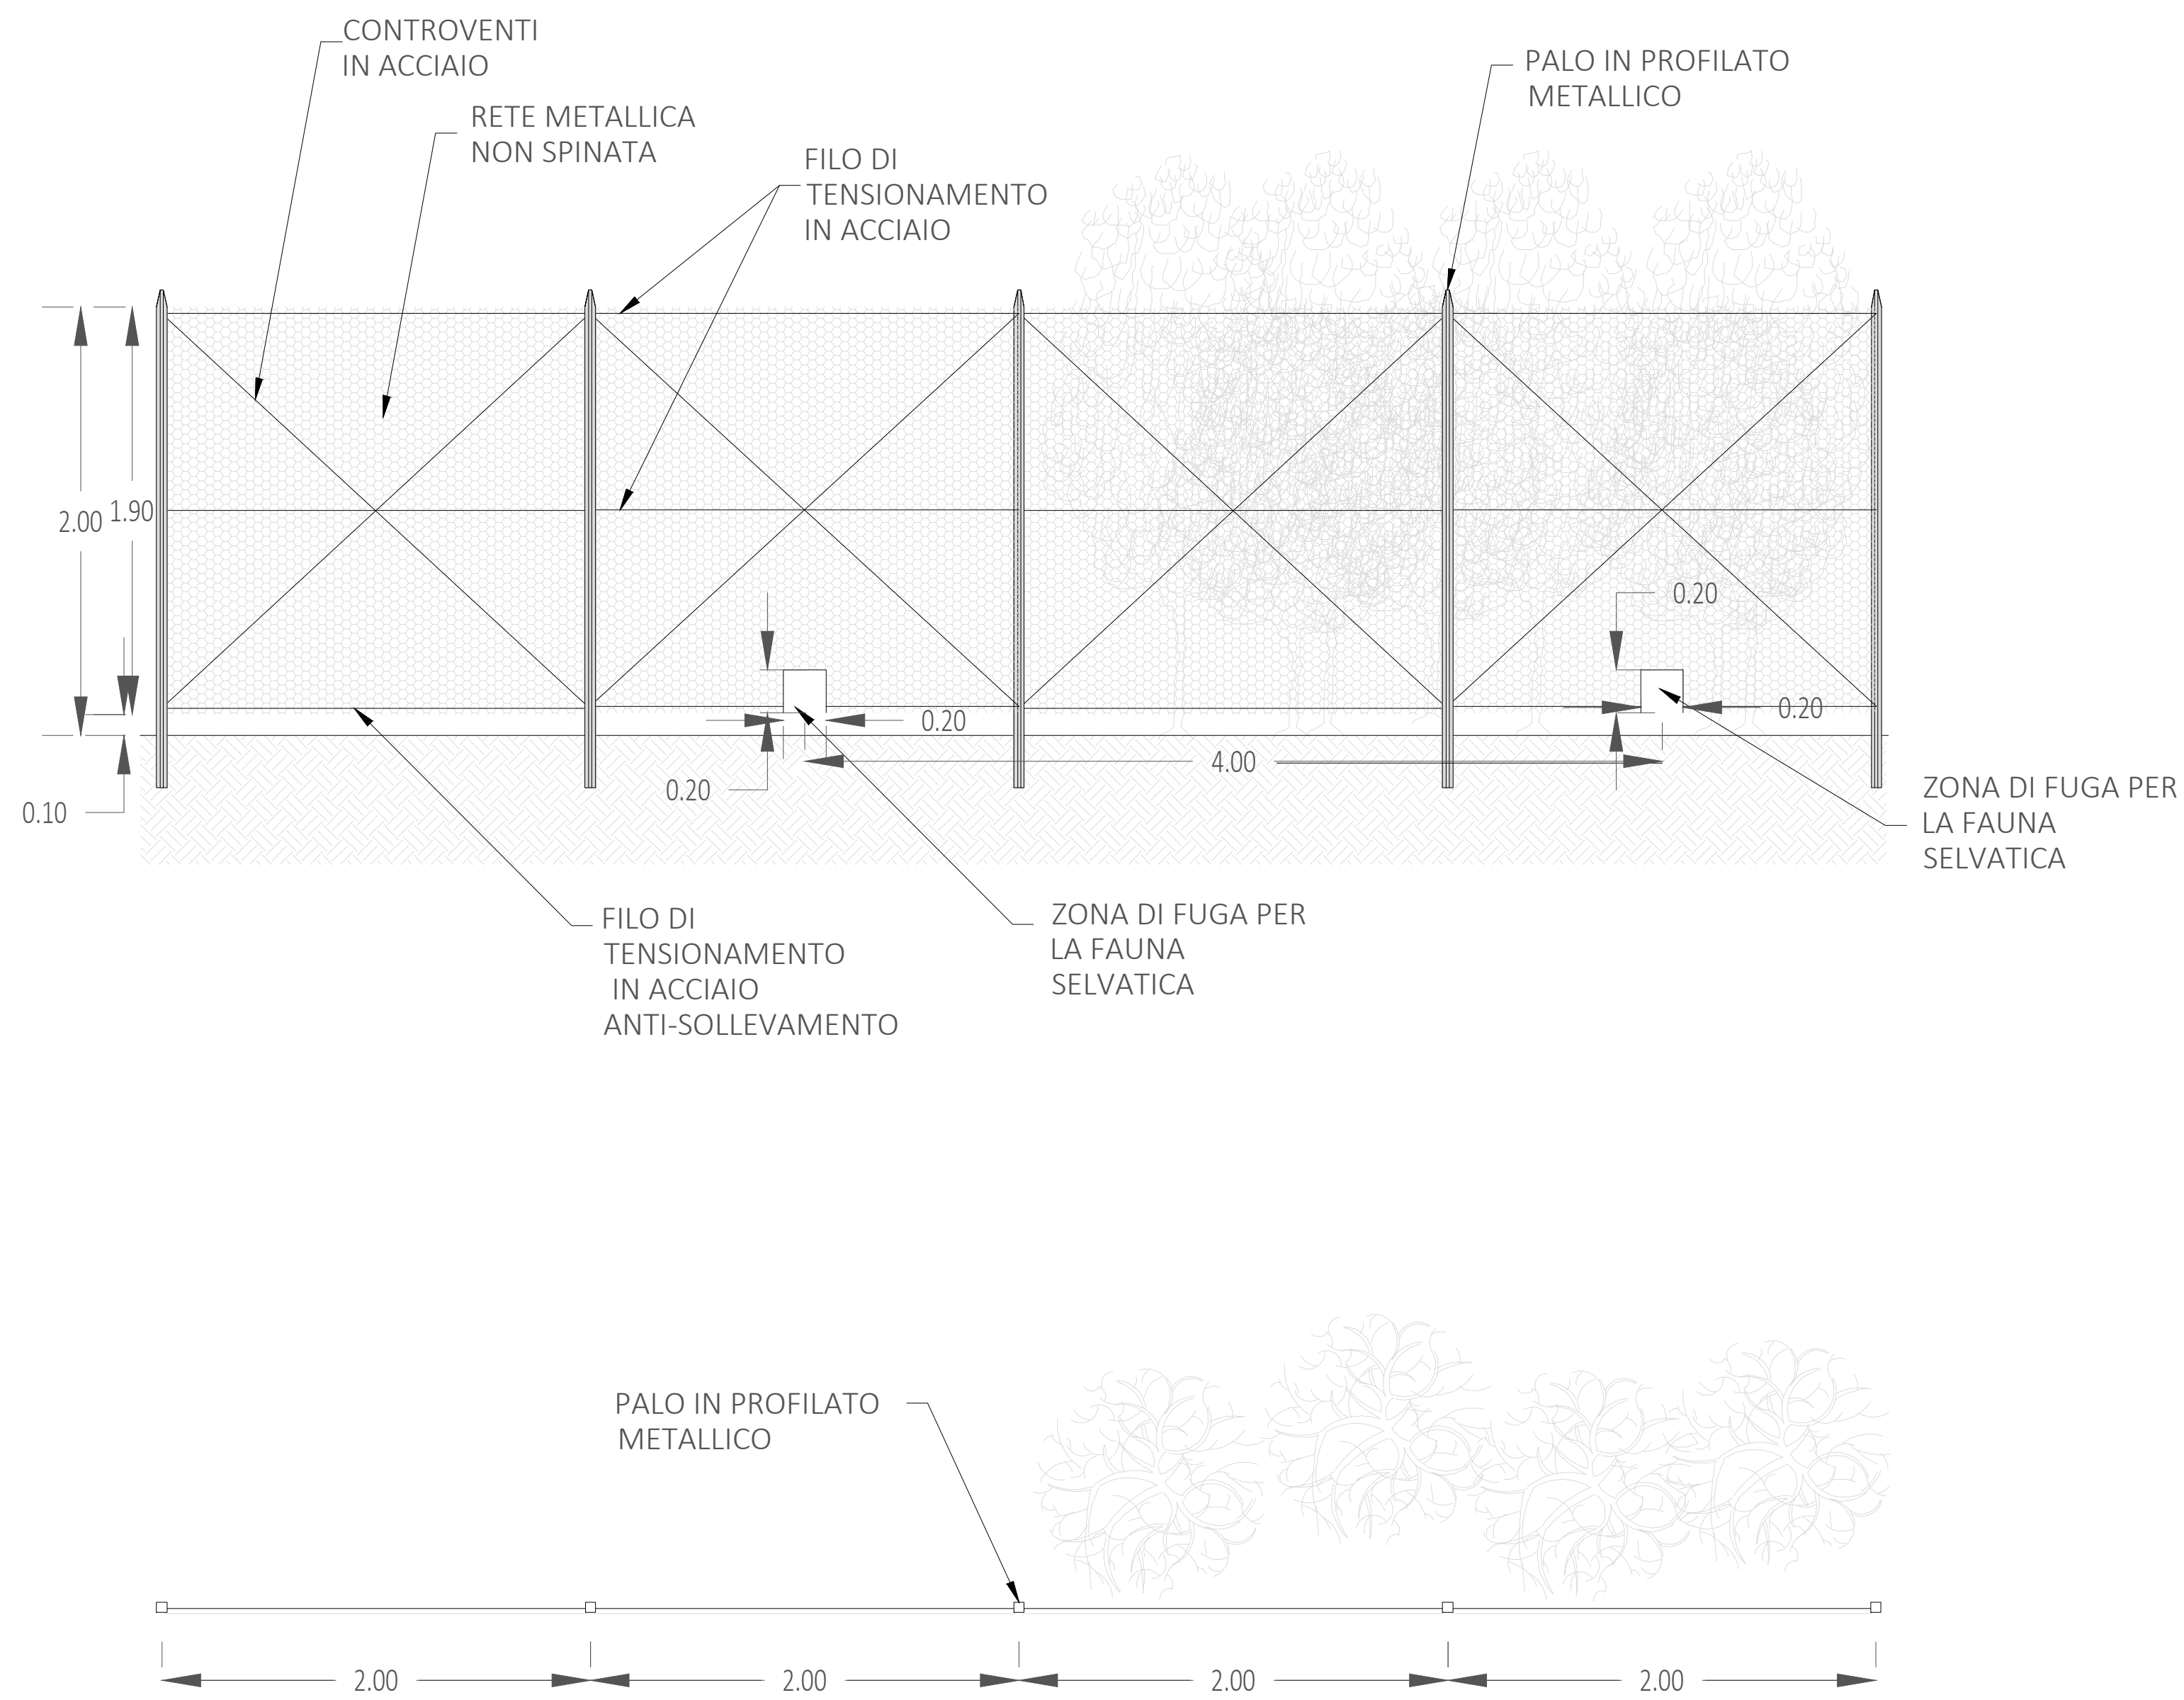 CONTROVENTI
IN ACCIAIO
PALO IN PROFILATO
METALLICO
RETE METALLICA
NON SPINATA
FILO DI
TENSIONAMENTO
IN ACCIAIO
2.00
1.90
0.10
0.20
0.20
0.20
0.20
4.00
ZONA DI FUGA PER
LA FAUNA
SELVATICA
FILO DI
TENSIONAMENTO
IN ACCIAIO
ANTI-SOLLEVAMENTO
ZONA DI FUGA PER
LA FAUNA
SELVATICA
PALO IN PROFILATO
METALLICO
2.00
2.00
2.00
2.00